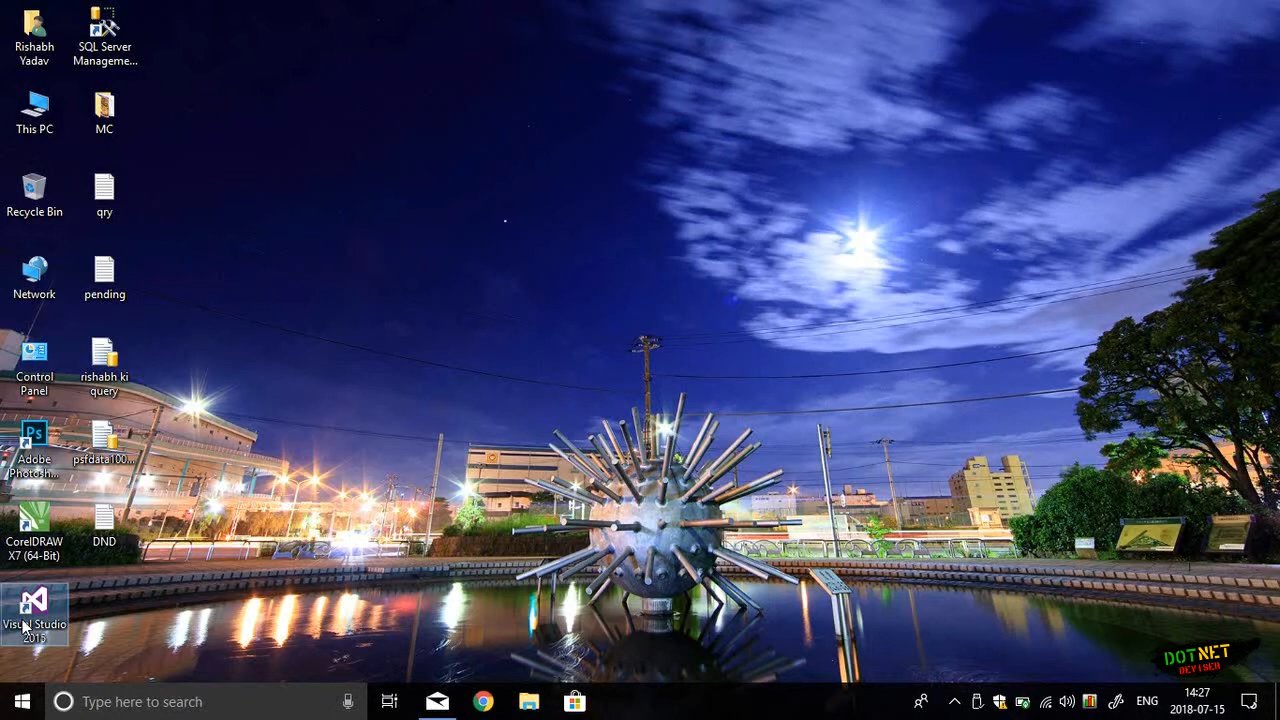 Rishabh
Yadav
SQL Server
Manageme...
This PC
MC
Recycle Bin
qry
Network
pending
Control
Panel
rishabh ki
query
Ps
Adobe
Photosh...
psfdata100...
CorelDRAW
X7 (64-Bit)
DND
Visual Studio
2015
DOTNET
DEVISER
Type here to search
ENG
14:27
2018-07-15